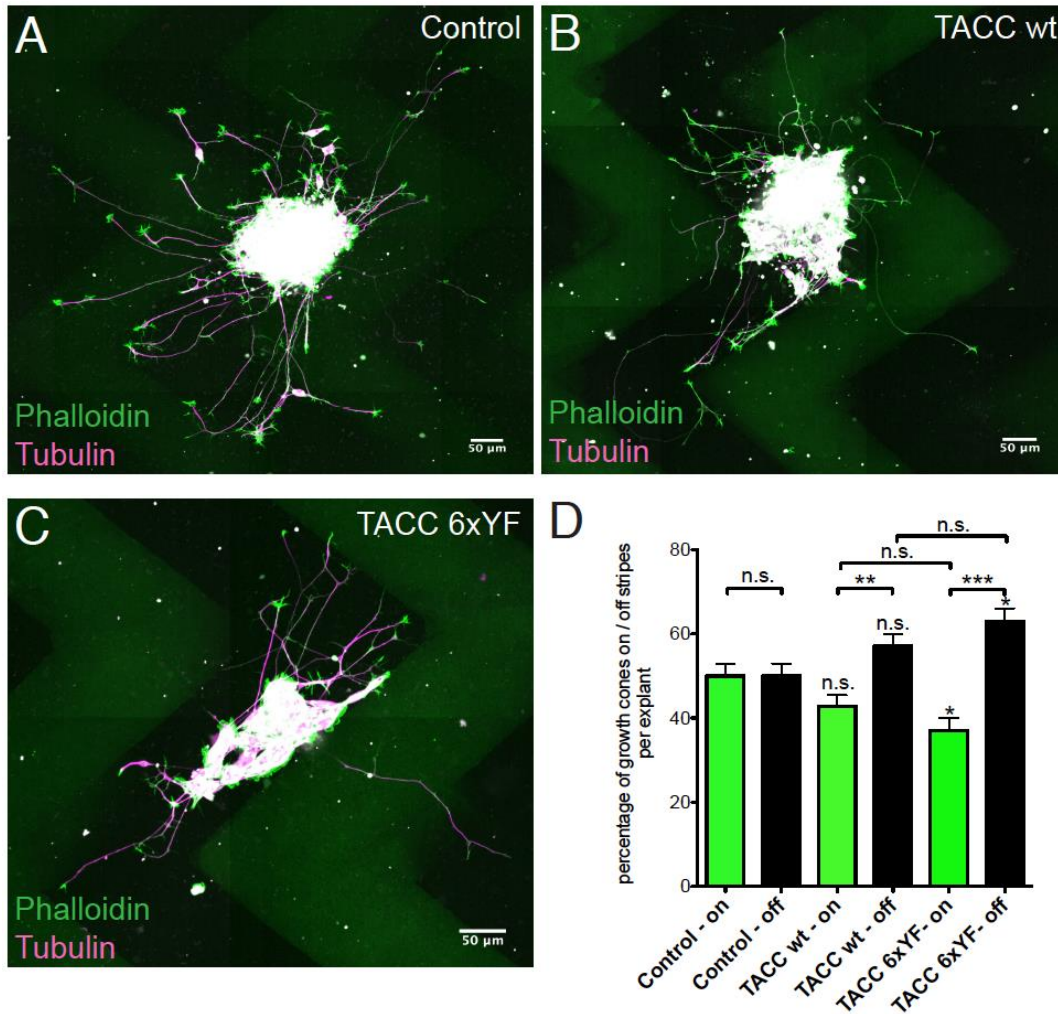 A
Control
Phalloidin
Tubulin
50 µm
B
TACC wt
Phalloidin
Tubulin
50 µm
C
TACC 6xYF
Phalloidin
Tubulin
50 µm
D
percentage of growth cones on / off stripes
per explant
80
60
40
20
0
n.s.
n.s.
n.s.
**
***
n.s.
n.s.
*
*
Control - on
Control - off
TACC wt - on
TACC wt - off
TACC 6xYF- on
TACC 6xYF- off